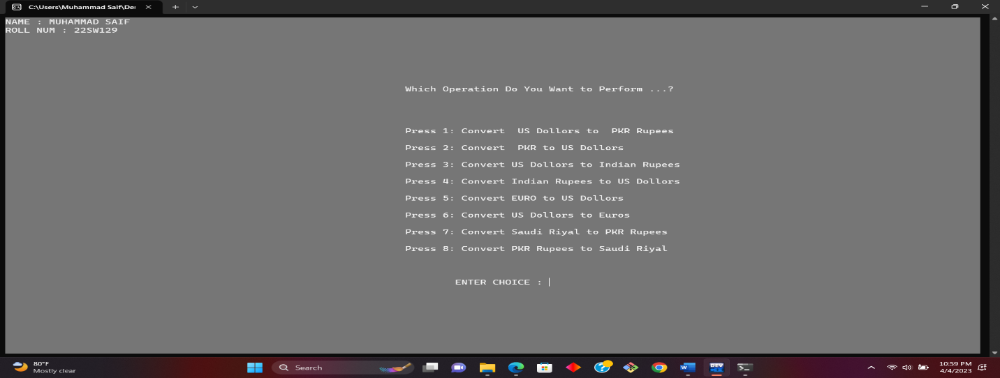 C:\Users\Muhammad Saif\Des
NAME : MUHAMMAD SAIF
ROLL NUM : 22SW129
Which Operation Do You Want to Perform ...?
Press 1: Convert  US Dollors to  PKR Rupees
Press 2: Convert  PKR to US Dollors
Press 3: Convert US Dollors to Indian Rupees
Press 4: Convert Indian Rupees to US Dollors
Press 5: Convert EURO to US Dollors
Press 6: Convert US Dollors to Euros
Press 7: Convert Saudi Riyal to PKR Rupees
Press 8: Convert PKR Rupees to Saudi Riyal
ENTER CHOICE :
80°F
Mostly clear
Search
DEV
10:59 PM
4/4/2023